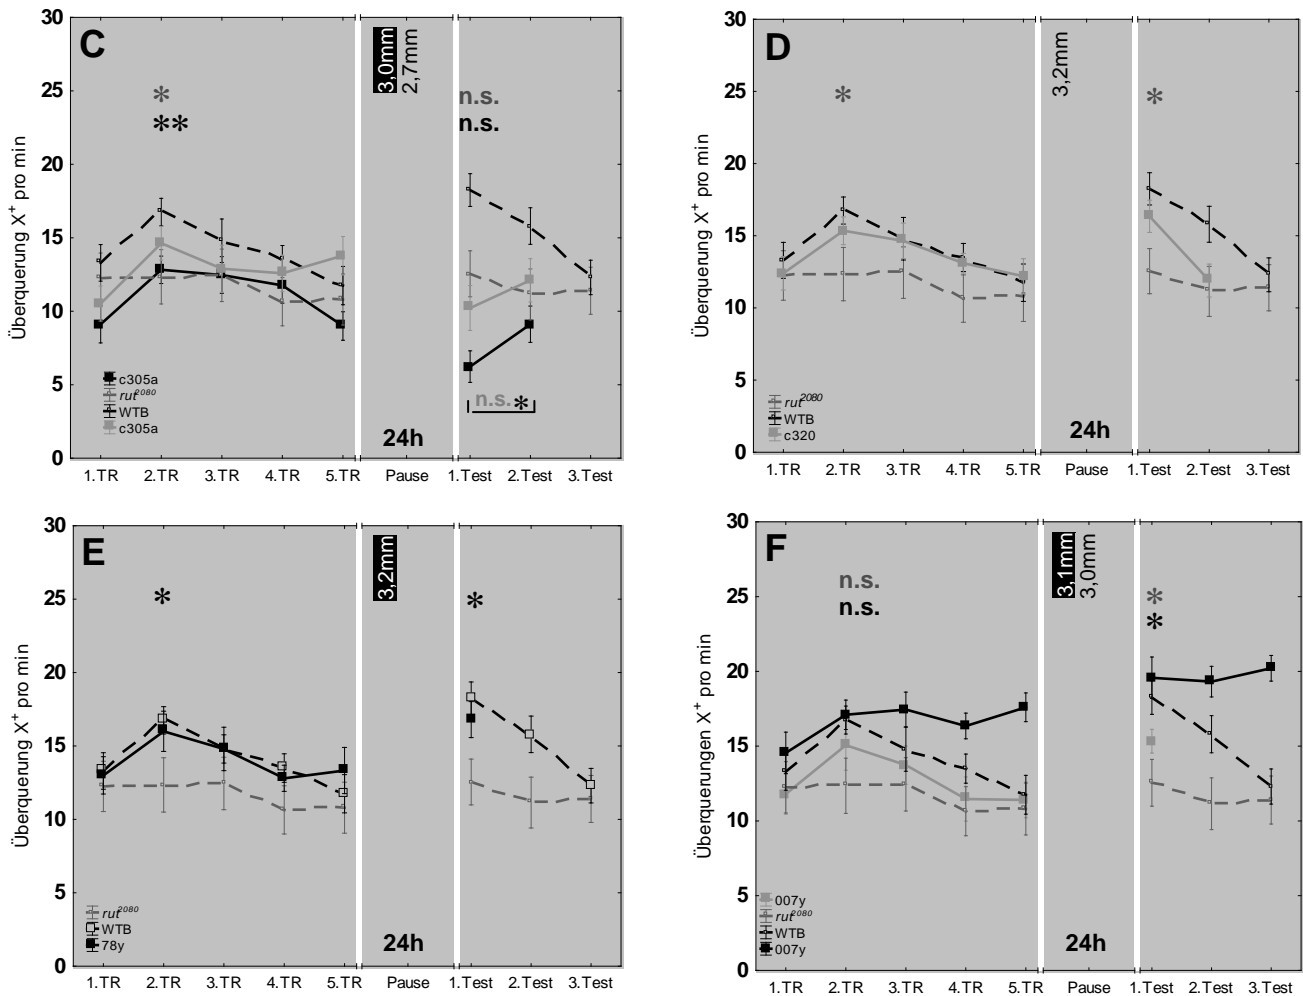 C
Überquerung X⁺ pro min
30
25
20
15
10
5
0
*
**
3,0mm
2,7mm
n.s.
n.s.
c305a
rut²⁰⁸⁰
WTB
c305a
24h
n.s. *
1.TR 2.TR 3.TR 4.TR 5.TR Pause 1.Test 2.Test 3.Test
D
Überquerung X⁺ pro min
30
25
20
15
10
5
0
*
3,2mm
*
rut²⁰⁸⁰
WTB
c320
24h
1.TR 2.TR 3.TR 4.TR 5.TR Pause 1.Test 2.Test 3.Test
E
Überquerung X⁺ pro min
30
25
20
15
10
5
0
*
3,2mm
*
rut²⁰⁸⁰
WTB
78y
24h
1.TR 2.TR 3.TR 4.TR 5.TR Pause 1.Test 2.Test 3.Test
F
Überquerungen X⁺ pro min
30
25
20
15
10
5
0
n.s.
n.s.
3,1mm
3,0mm
*
*
007y
rut²⁰⁸⁰
WTB
007y
24h
1.TR 2.TR 3.TR 4.TR 5.TR Pause 1.Test 2.Test 3.Test